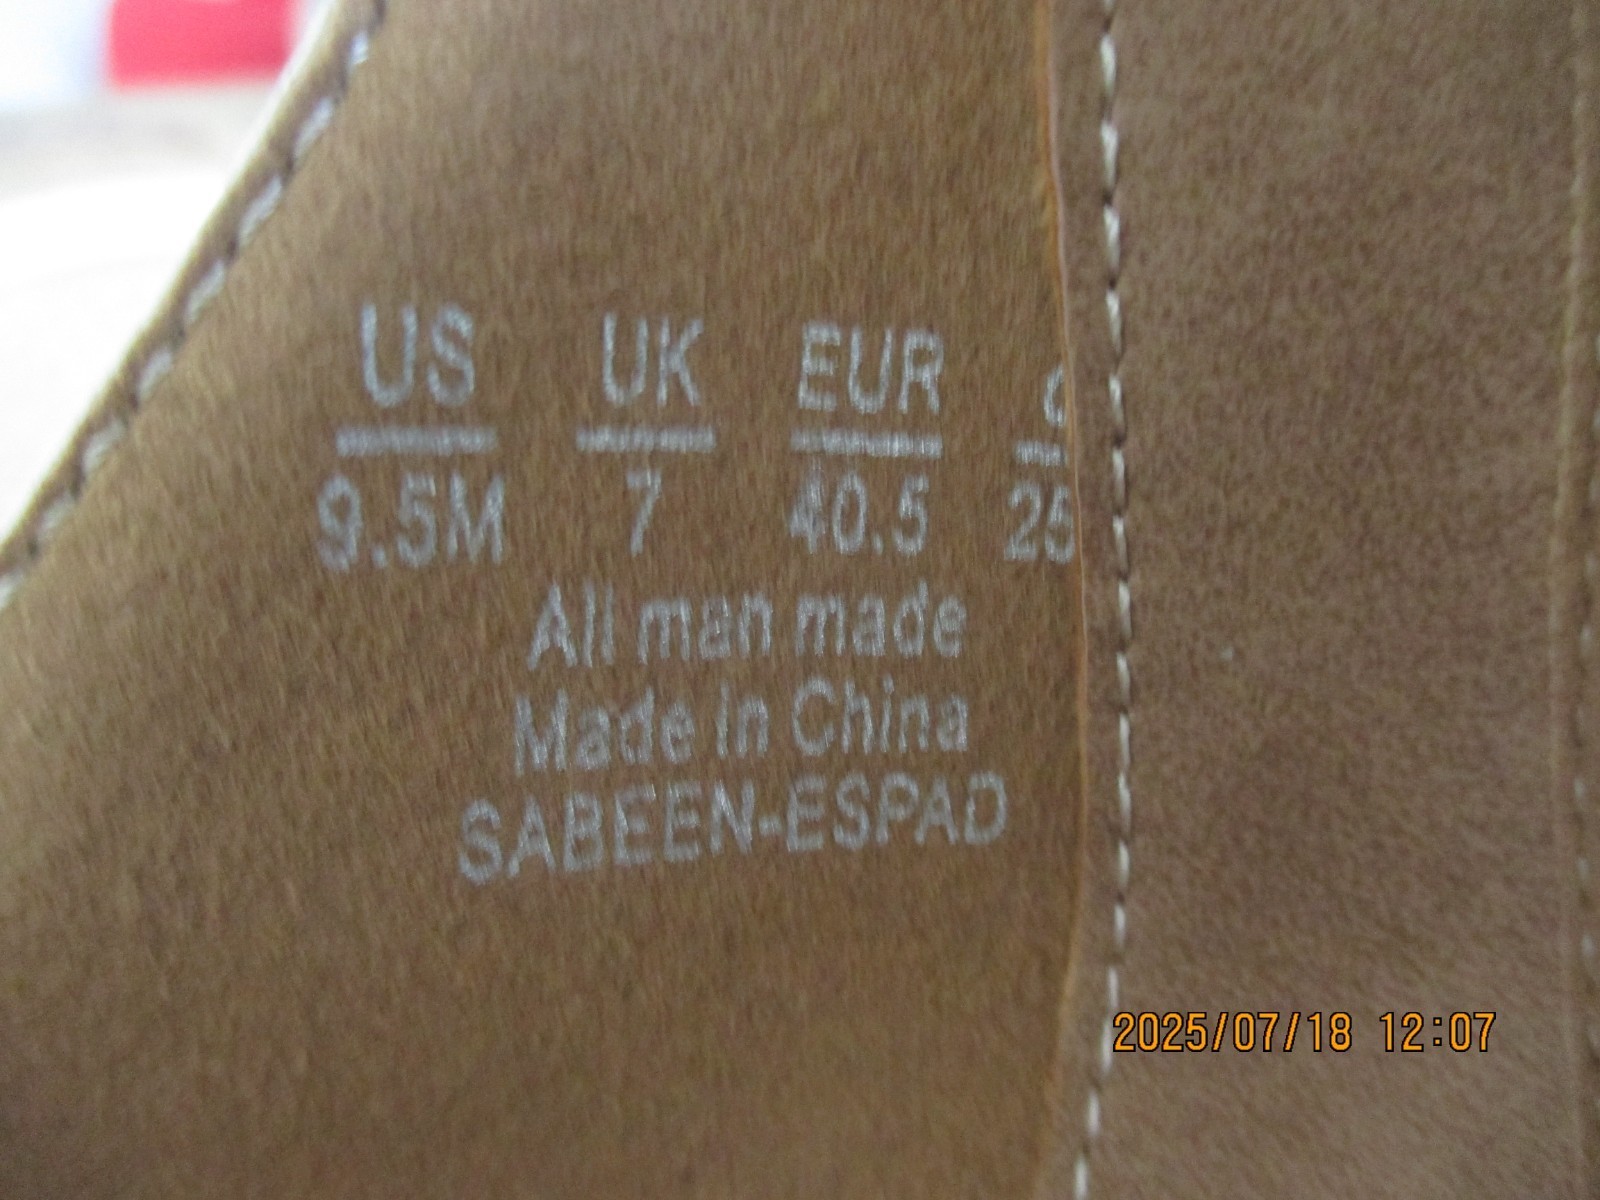 US UK EUR C
9.5M 7 40.5 25
All man made
Made in China
SABEEN-ESPAD
2025/07/18 12:07